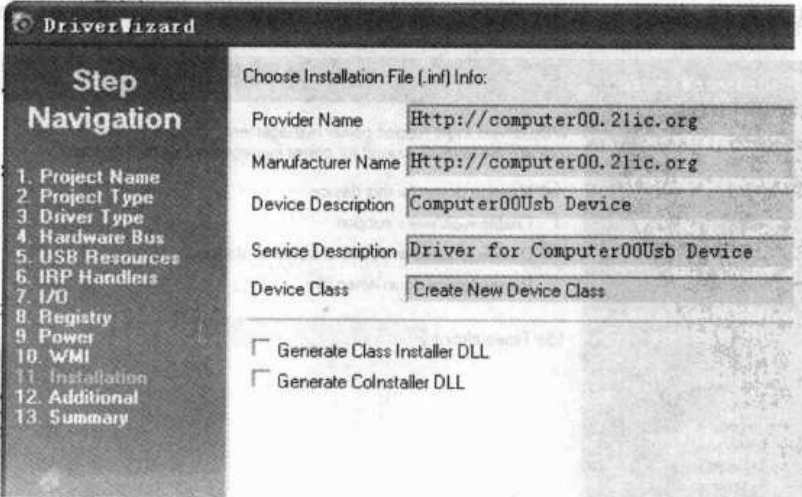 DriverWizard
Step
Navigation
1. Project Name
2. Project Type
3. Driver Type
4. Hardware Bus
5. USB Resources
6. IRP Handlers
7. I/O
8. Registry
9. Power
10. WMI
11. Installation
12. Additional
13. Summary
Choose Installation File (.inf) Info:
Provider Name Http://computer00.21ic.org
Manufacturer Name Http://computer00.21ic.org
Device Description Computer00Usb Device
Service Description Driver for Computer00Usb Device
Device Class Create New Device Class
Generate Class Installer DLL
Generate CoInstaller DLL